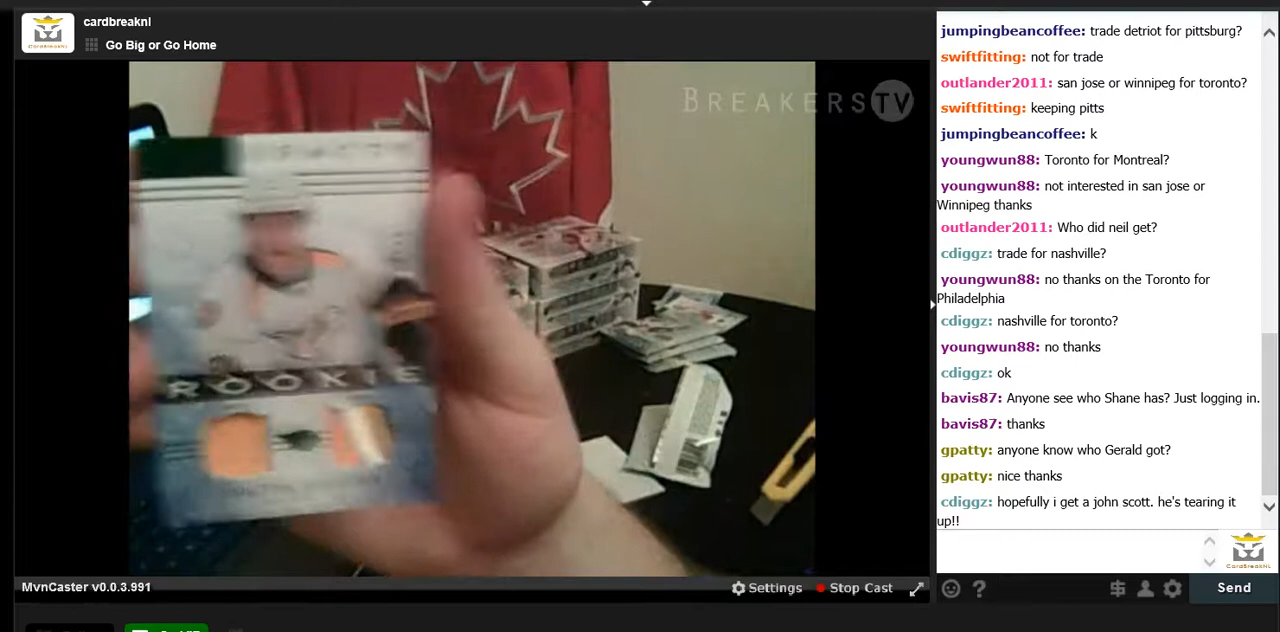 cardbreaknl
Go Big or Go Home
BREAKERS TV
ROOKIE
MvnCaster v0.0.3.991
Settings
Stop Cast
jumpingbeancoffee: trade detriot for pittsburg?
swiftfitting: not for trade
outlander2011: san jose or winnipeg for toronto?
swiftfitting: keeping pitts
jumpingbeancoffee: k
youngwun88: Toronto for Montreal?
youngwun88: not interested in san jose or
Winnipeg thanks
outlander2011: Who did neil get?
cdiggz: trade for nashville?
youngwun88: no thanks on the Toronto for
Philadelphia
cdiggz: nashville for toronto?
youngwun88: no thanks
cdiggz: ok
bavis87: Anyone see who Shane has? Just logging in.
bavis87: thanks
gpatty: anyone know who Gerald got?
gpatty: nice thanks
cdiggz: hopefully i get a john scott. he's tearing it
up!!
CARDBREAKNL
Send